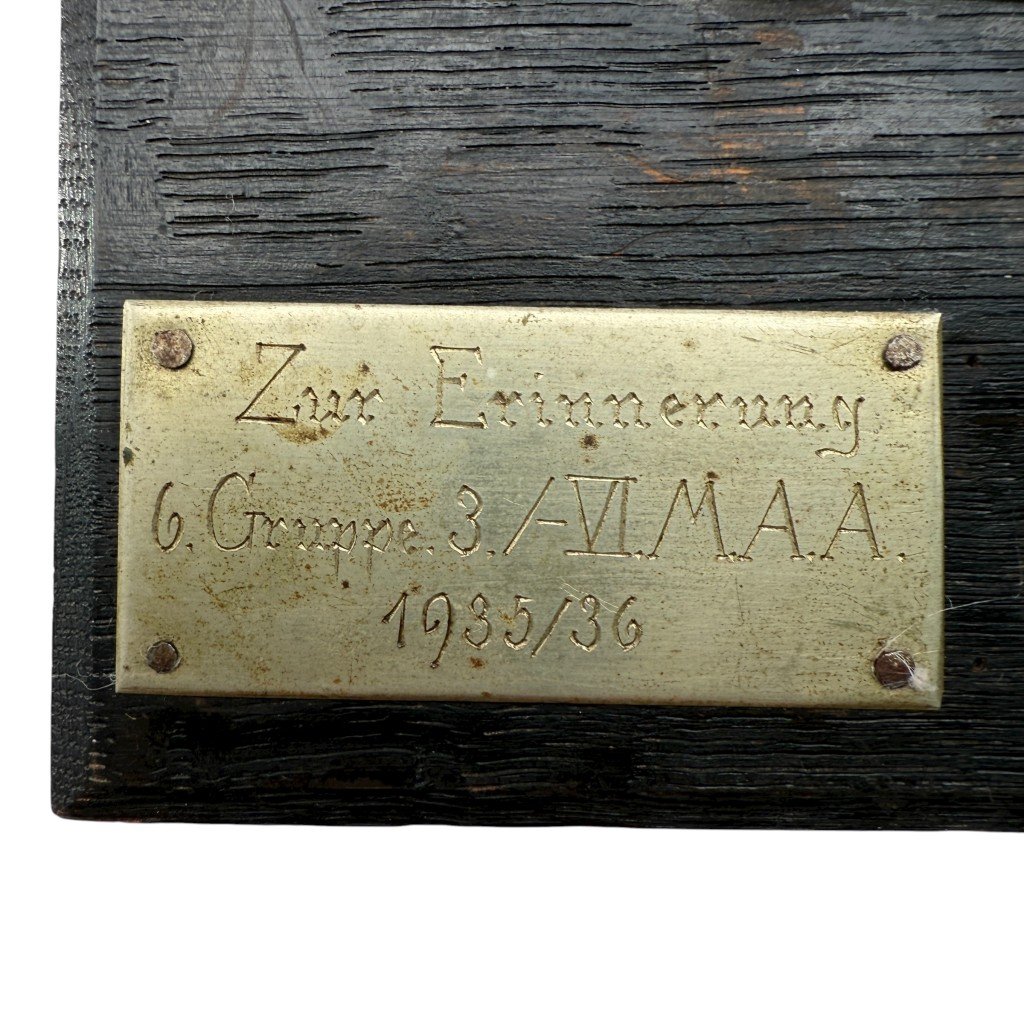 Zur Erinnerung
6. Gruppe. 3./-VI. M.A.A.
1935/36